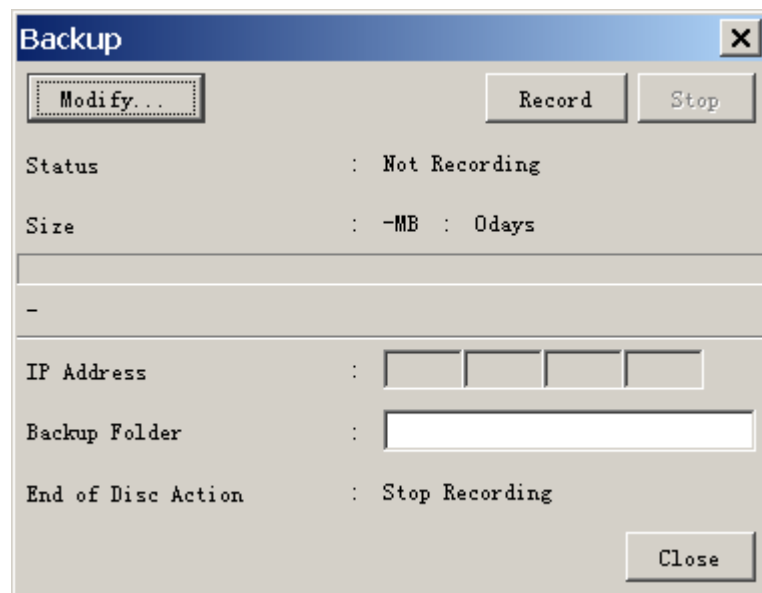 Backup
Modify... Record Stop
Status : Not Recording
Size : -MB : 0days
-
IP Address :
Backup Folder :
End of Disc Action : Stop Recording
Close